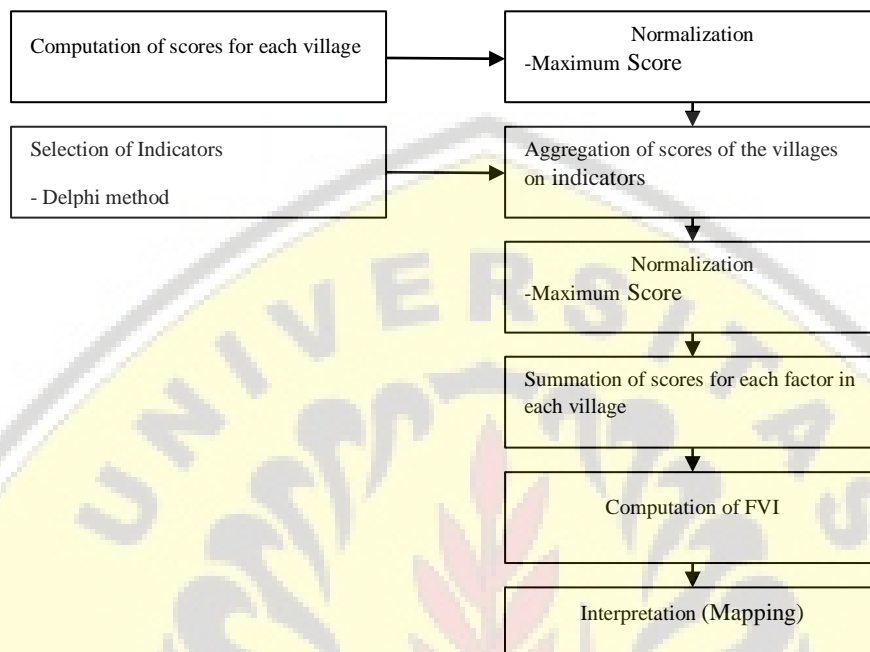 Computation of scores for each village
Normalization
-Maximum Score
Selection of Indicators
- Delphi method
Aggregation of scores of the villages
on indicators
Normalization
-Maximum Score
Summation of scores for each factor in
each village
Computation of FVI
Interpretation (Mapping)
UNIVERSITAS